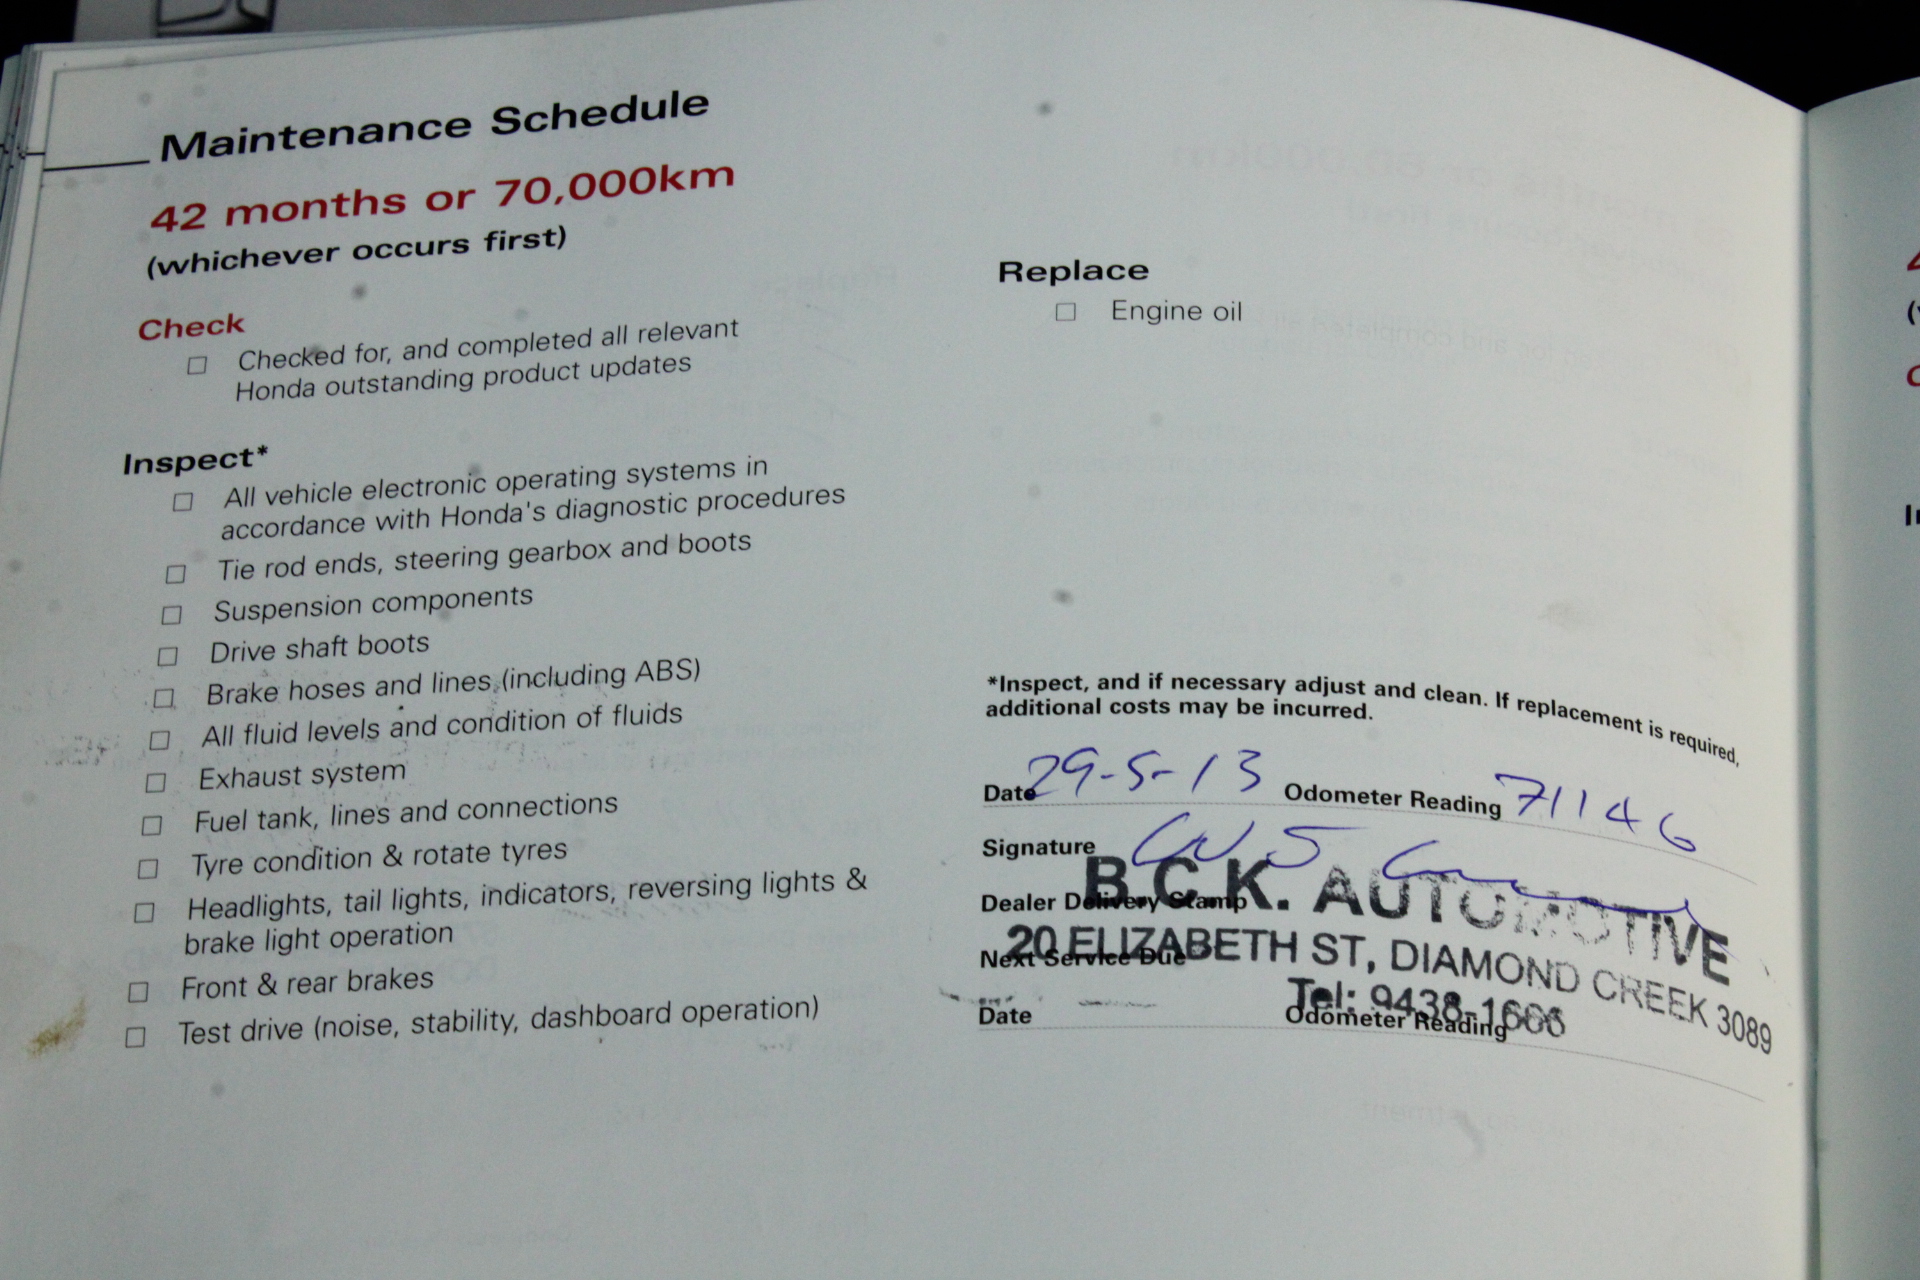 Maintenance Schedule
42 months or 70,000km
(whichever occurs first)
Check
Checked for, and completed all relevant
Honda outstanding product updates
Inspect*
All vehicle electronic operating systems in
accordance with Honda's diagnostic procedures
Tie rod ends, steering gearbox and boots
Suspension components
Drive shaft boots
Brake hoses and lines (including ABS)
All fluid levels and condition of fluids
Exhaust system
Fuel tank, lines and connections
Tyre condition & rotate tyres
Headlights, tail lights, indicators, reversing lights &
brake light operation
Front & rear brakes
Test drive (noise, stability, dashboard operation)
Replace
Engine oil
*Inspect, and if necessary adjust and clean. If replacement is required,
additional costs may be incurred.
Date 29-5-13 Odometer Reading 71146
Signature
Dealer Delivery Stamp
B.C.K. AUTOMOTIVE
20 ELIZABETH ST, DIAMOND CREEK 3089
Next Service Due
Tel: 9438-1666
Date Odometer Reading